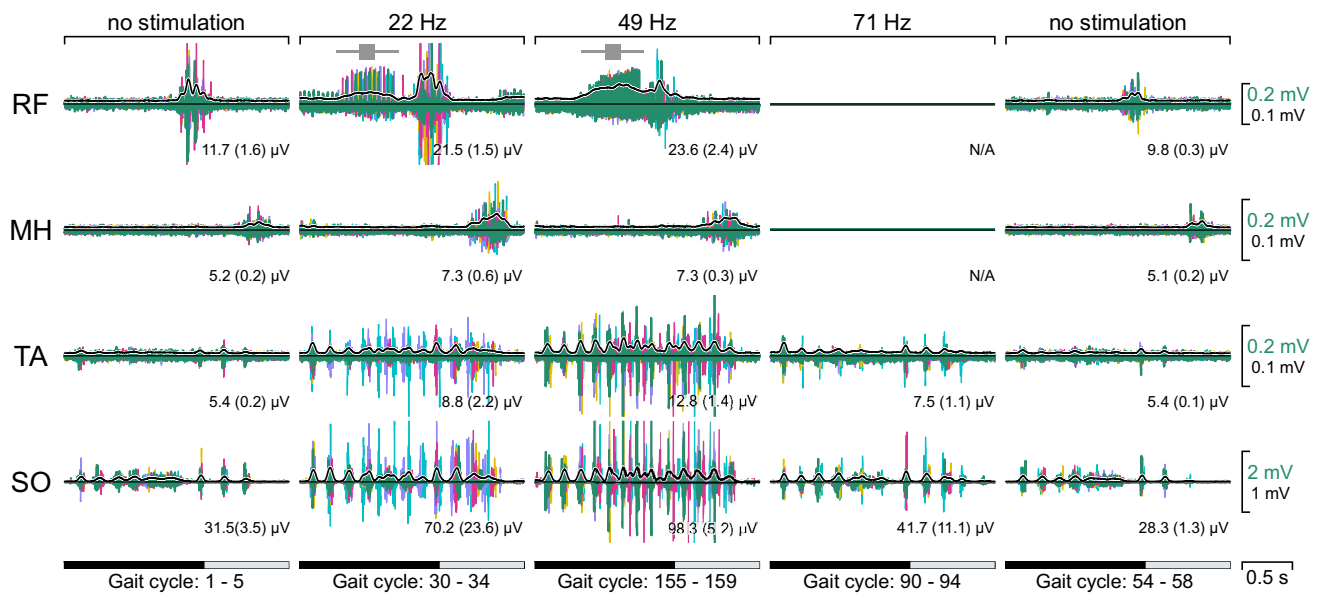 no stimulation 22 Hz 49 Hz 71 Hz no stimulation
RF 0.2 mV
0.1 mV
11.7 (1.6) µV 21.5 (1.5) µV 23.6 (2.4) µV N/A 9.8 (0.3) µV
MH 0.2 mV
0.1 mV
5.2 (0.2) µV 7.3 (0.6) µV 7.3 (0.3) µV N/A 5.1 (0.2) µV
TA 0.2 mV
0.1 mV
5.4 (0.2) µV 8.8 (2.2) µV 12.8 (1.4) µV 7.5 (1.1) µV 5.4 (0.1) µV
SO 2 mV
1 mV
31.5(3.5) µV 70.2 (23.6) µV 98.3 (5.2) µV 41.7 (11.1) µV 28.3 (1.3) µV
Gait cycle: 1 - 5 Gait cycle: 30 - 34 Gait cycle: 155 - 159 Gait cycle: 90 - 94 Gait cycle: 54 - 58 0.5 s